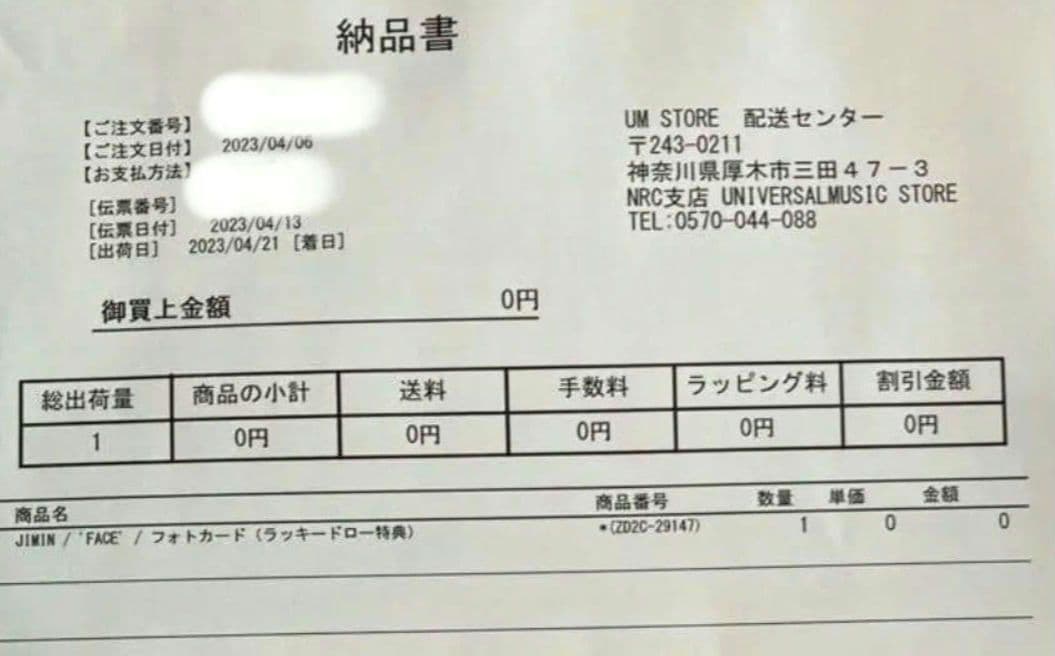 納品書
【ご注文番号】
【ご注文日付】 2023/04/06
【お支払方法】
[伝票番号]
[伝票日付] 2023/04/13
[出荷日] 2023/04/21 [着日]
UM STORE 配送センター
〒243-0211
神奈川県厚木市三田４７－３
NRC支店 UNIVERSALMUSIC STORE
TEL:0570-044-088
御買上金額 0円
総出荷量 商品の小計 送料 手数料 ラッピング料 割引金額
1 0円 0円 0円 0円 0円
商品名 商品番号 数量 単価 金額
JIMIN / 'FACE' / フォトカード（ラッキードロー特典） *(ZD2C-29147) 1 0 0